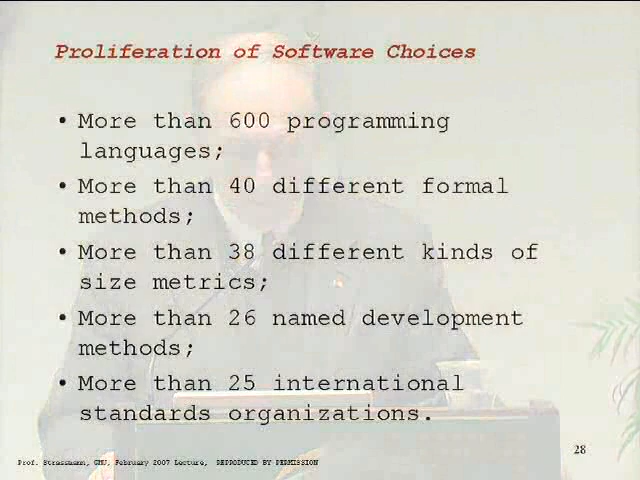 Proliferation of Software Choices
• More than 600 programming
languages;
• More than 40 different formal
methods;
• More than 38 different kinds of
size metrics;
• More than 26 named development
methods;
• More than 25 international
standards organizations.
28
Prof. Strassmann, GMU, February 2007 Lecture, REPRODUCED BY PERMISSION